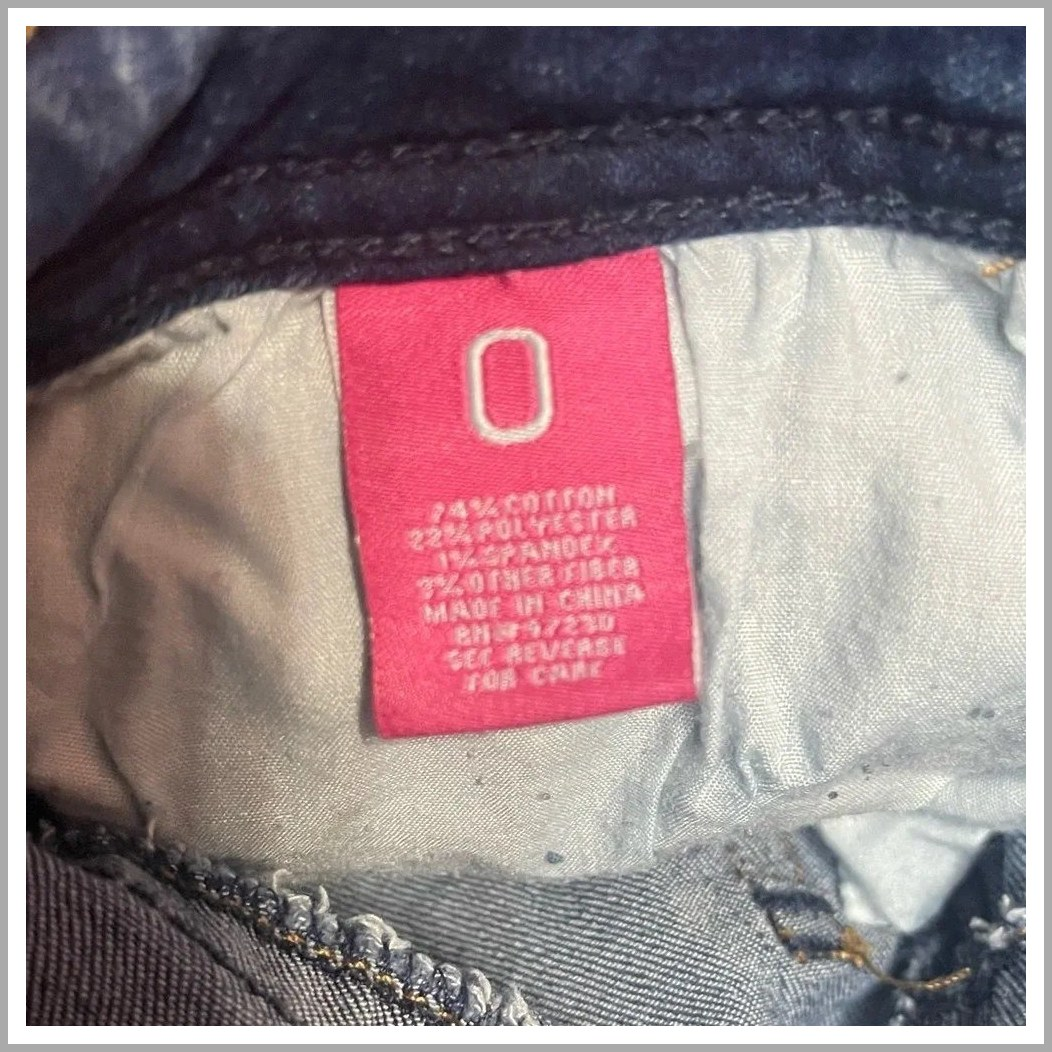 0
74% COTTON
22% POLYESTER
1% SPANDEX
3% OTHER FIBER
MADE IN CHINA
SEE REVERSE
FOR CARE